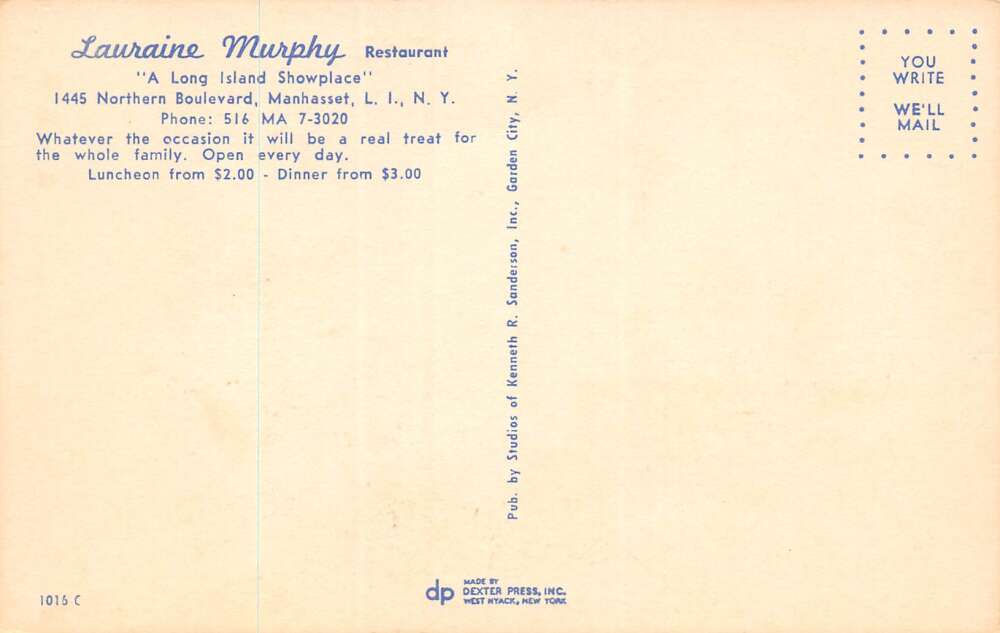 Lauraine Murphy Restaurant
"A Long Island Showplace"
1445 Northern Boulevard, Manhasset, L. I., N. Y.
Phone: 516 MA 7-3020
Whatever the occasion it will be a real treat for
the whole family. Open every day.
Luncheon from $2.00 - Dinner from $3.00
Pub. by Studios of Kenneth R. Sanderson, Inc., Garden City, N. Y.
YOU
WRITE
WE'LL
MAIL
1016 C
dp
MADE BY
DEXTER PRESS, INC.
WEST NYACK, NEW YORK